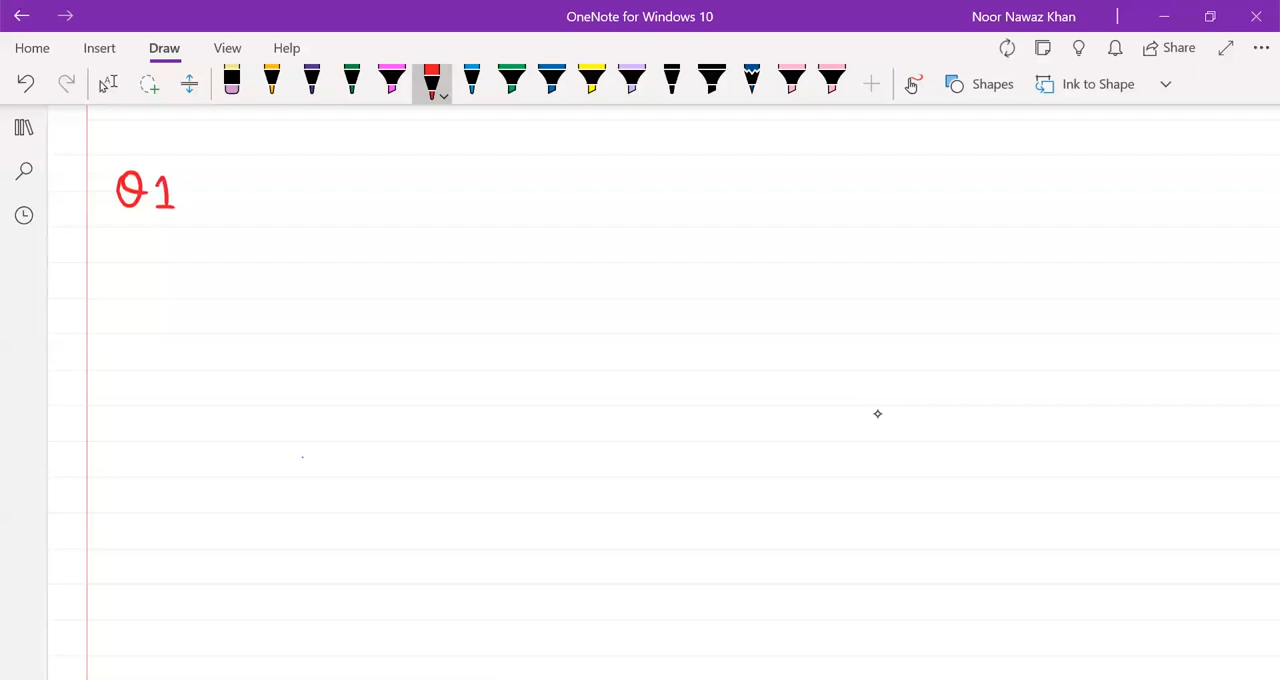 OneNote for Windows 10
Noor Nawaz Khan
Home Insert Draw View Help
Share
Shapes
Ink to Shape
Q1